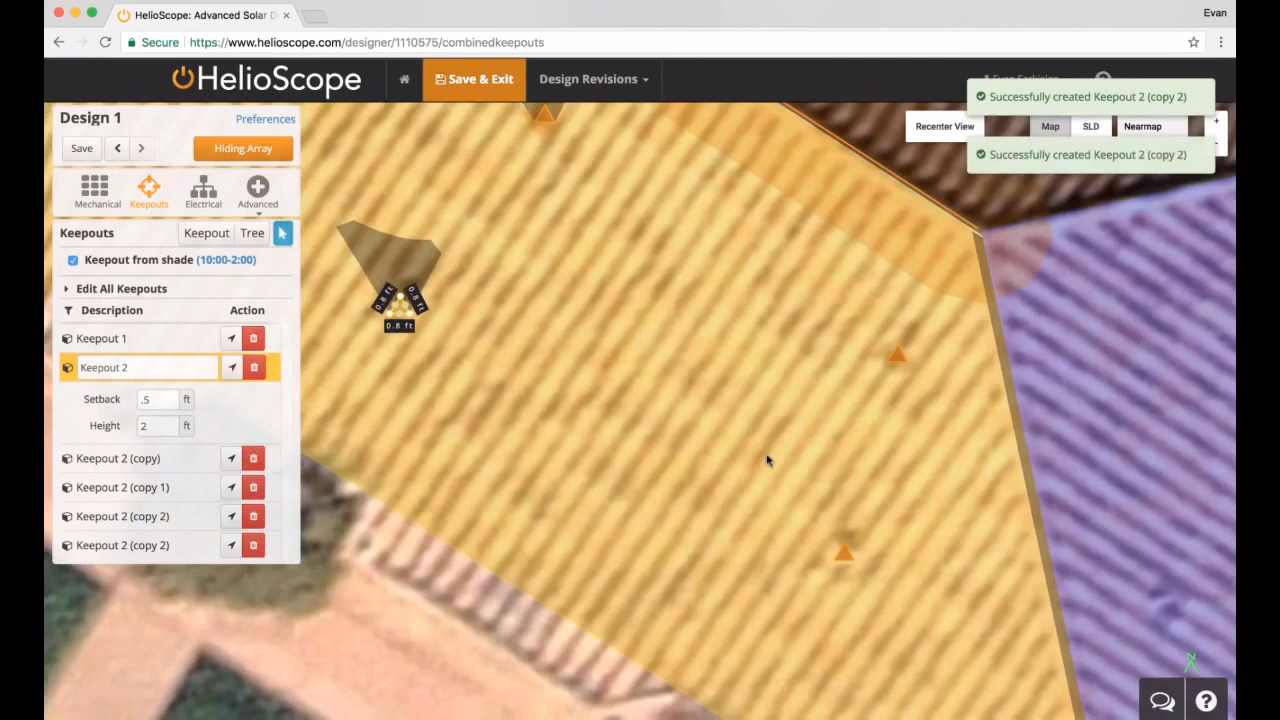 Evan
HelioScope: Advanced Solar D
Secure https://www.helioscope.com/designer/1110575/combinedkeepouts
HelioScope
Save & Exit
Design Revisions
Successfully created Keepout 2 (copy 2)
Successfully created Keepout 2 (copy 2)
Recenter View
Map
SLD
Nearmap
+
Design 1
Preferences
Save
Hiding Array
Mechanical
Keepouts
Electrical
Advanced
Keepouts
Keepout
Tree
Keepout from shade (10:00-2:00)
Edit All Keepouts
Description Action
Keepout 1
Keepout 2
Setback .5 ft
Height 2 ft
Keepout 2 (copy)
Keepout 2 (copy 1)
Keepout 2 (copy 2)
Keepout 2 (copy 2)
0.8 ft
0.8 ft
0.8 ft
N